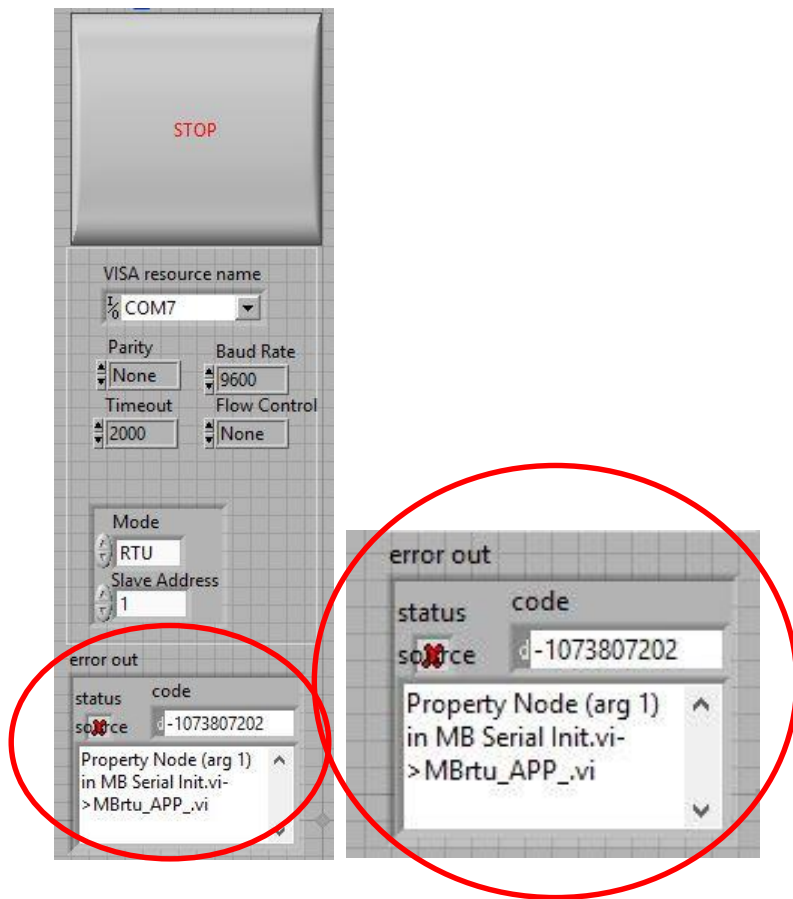 STOP
VISA resource name
COM7
Parity
Baud Rate
None
9600
Timeout
Flow Control
2000
None
Mode
RTU
Slave Address
1
error out
status
code
source
d -1073807202
Property Node (arg 1)
in MB Serial Init.vi-
>MBrtu_APP_.vi
error out
status
code
source
d -1073807202
Property Node (arg 1)
in MB Serial Init.vi-
>MBrtu_APP_.vi